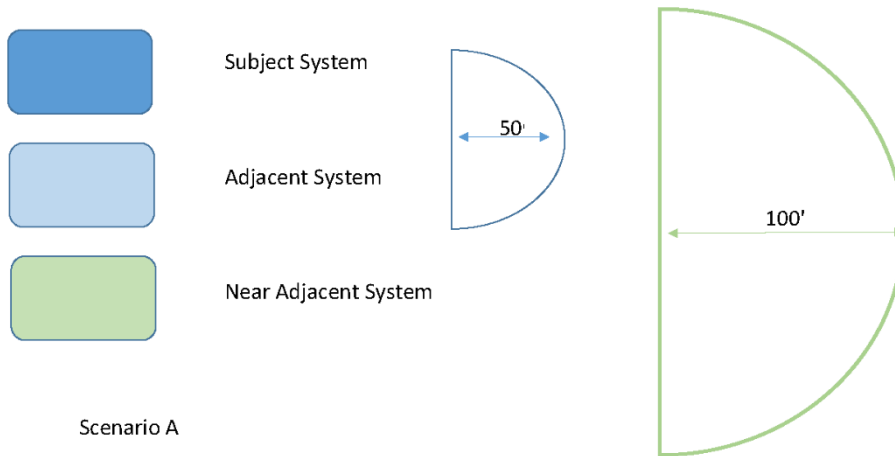 Subject System
50'
Adjacent System
100'
Near Adjacent System
Scenario A